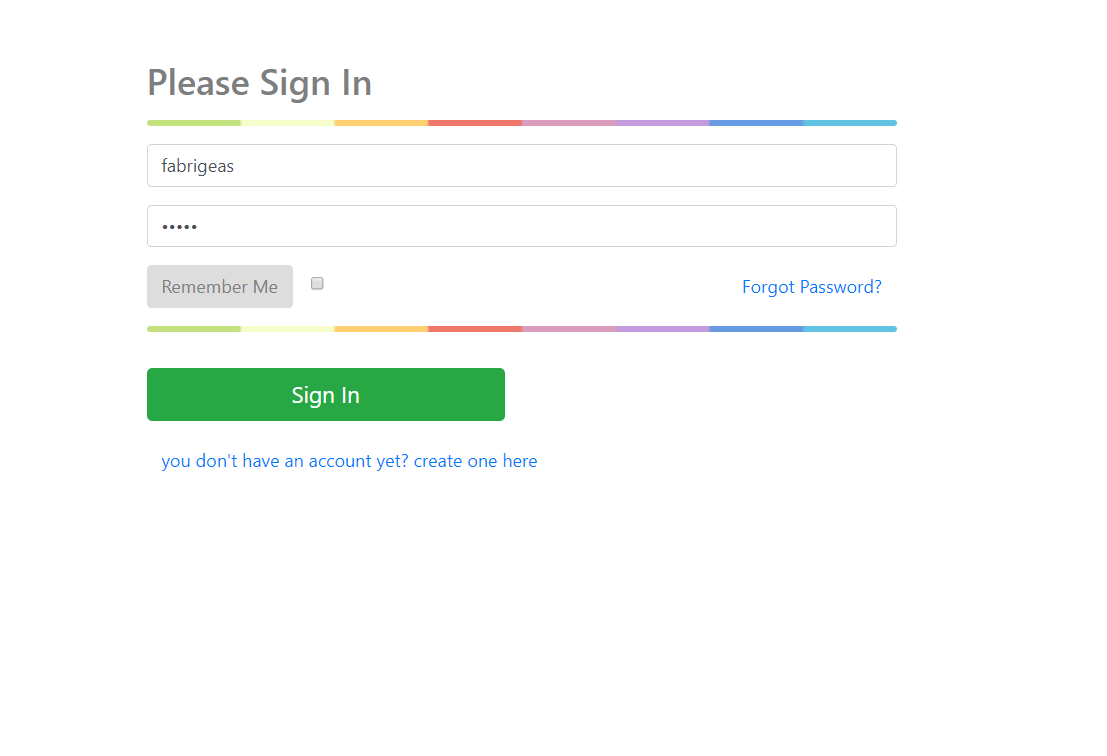 Please Sign In
fabrigeas
•••••
Remember Me Forgot Password?
Sign In
you don't have an account yet? create one here